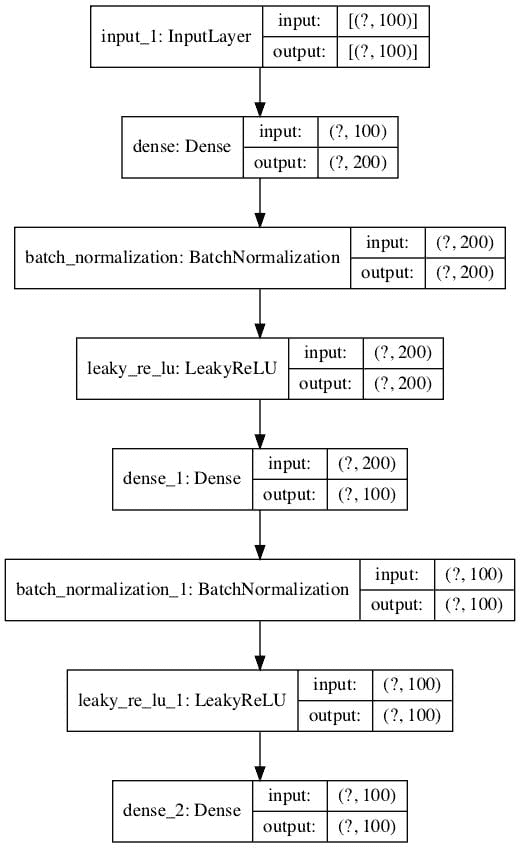 input_1: InputLayer
input: [(?, 100)]
output: [(?, 100)]
dense: Dense
input: (?, 100)
output: (?, 200)
batch_normalization: BatchNormalization
input: (?, 200)
output: (?, 200)
leaky_re_lu: LeakyReLU
input: (?, 200)
output: (?, 200)
dense_1: Dense
input: (?, 200)
output: (?, 100)
batch_normalization_1: BatchNormalization
input: (?, 100)
output: (?, 100)
leaky_re_lu_1: LeakyReLU
input: (?, 100)
output: (?, 100)
dense_2: Dense
input: (?, 100)
output: (?, 100)